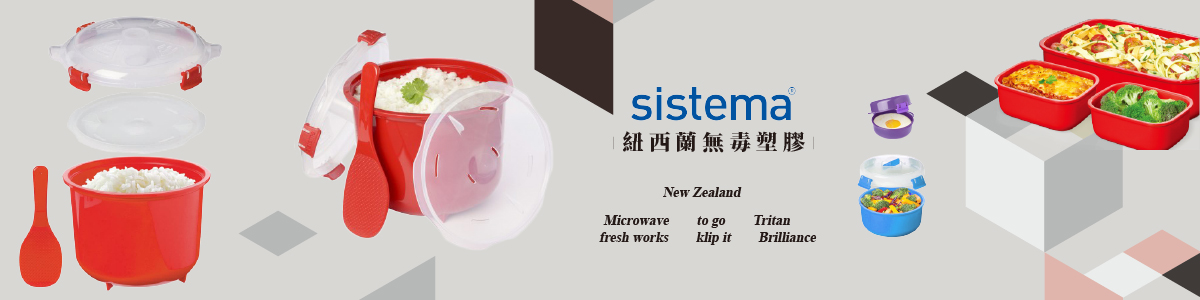 sistema®
紐西蘭無毒塑膠
New Zealand
Microwave to go Tritan
fresh works klip it Brilliance